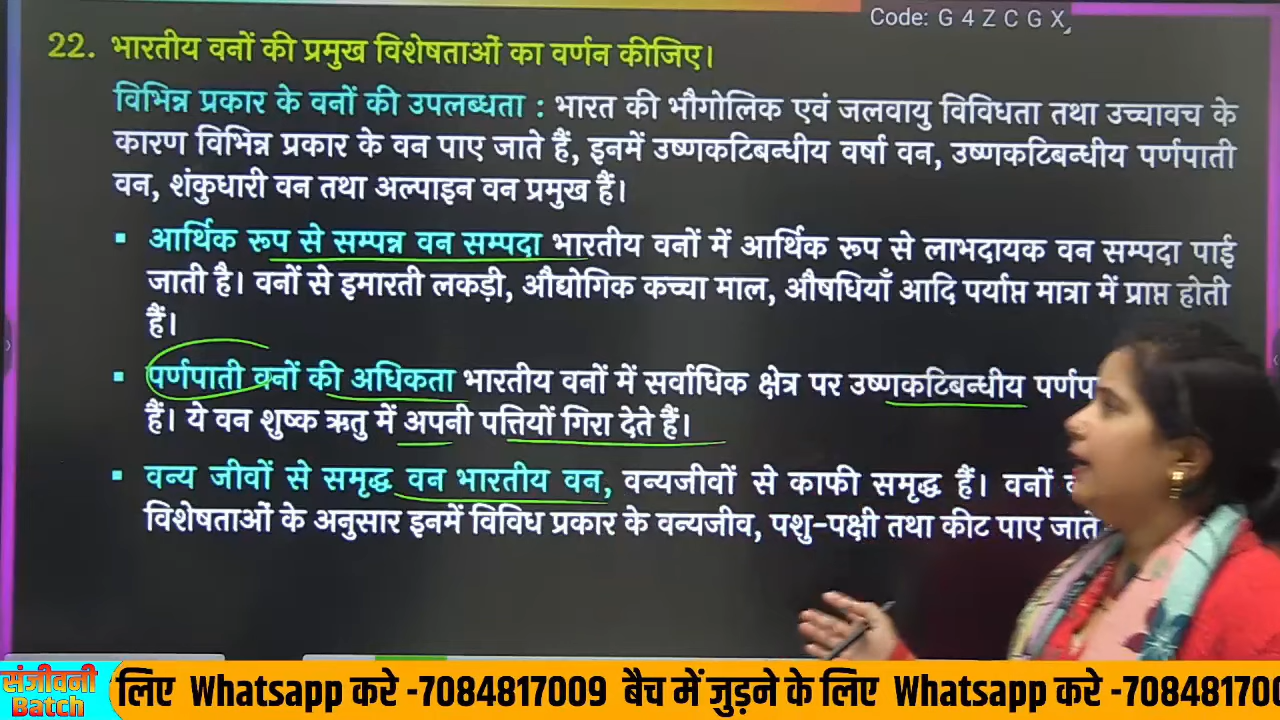 Code: G 4 Z C G X
22. भारतीय वनों की प्रमुख विशेषताओं का वर्णन कीजिए।
विभिन्न प्रकार के वनों की उपलब्धता : भारत की भौगोलिक एवं जलवायु विविधता तथा उच्चावच के
कारण विभिन्न प्रकार के वन पाए जाते हैं, इनमें उष्णकटिबन्धीय वर्षा वन, उष्णकटिबन्धीय पर्णपाती
वन, शंकुधारी वन तथा अल्पाइन वन प्रमुख हैं।
▪ आर्थिक रूप से सम्पन्न वन सम्पदा भारतीय वनों में आर्थिक रूप से लाभदायक वन सम्पदा पाई
जाती है। वनों से इमारती लकड़ी, औद्योगिक कच्चा माल, औषधियाँ आदि पर्याप्त मात्रा में प्राप्त होती
हैं।
▪ पर्णपाती वनों की अधिकता भारतीय वनों में सर्वाधिक क्षेत्र पर उष्णकटिबन्धीय
हैं। ये वन शुष्क ऋतु में अपनी पत्तियों गिरा देते हैं।
▪ वन्य जीवों से समृद्ध वन भारतीय वन, वन्यजीवों से काफी समृद्ध हैं। वनों
विशेषताओं के अनुसार इनमें विविध प्रकार के वन्यजीव, पशु-पक्षी तथा कीट पाए जाते
संजीवनी
Batch
लिए Whatsapp करे -7084817009 बैच में जुड़ने के लिए Whatsapp करे -70848170